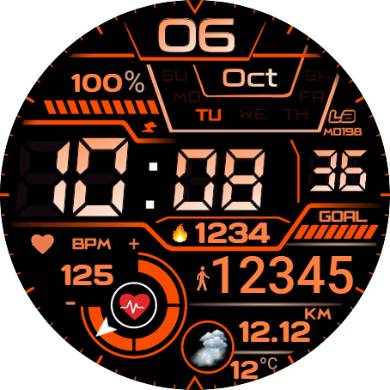 06
100% SU Oct SA
MO FR
TU WE TH
MD198
10:08 36
GOAL
🔥 1234
BPM +
125 12345
-
KM
12.12
12°C